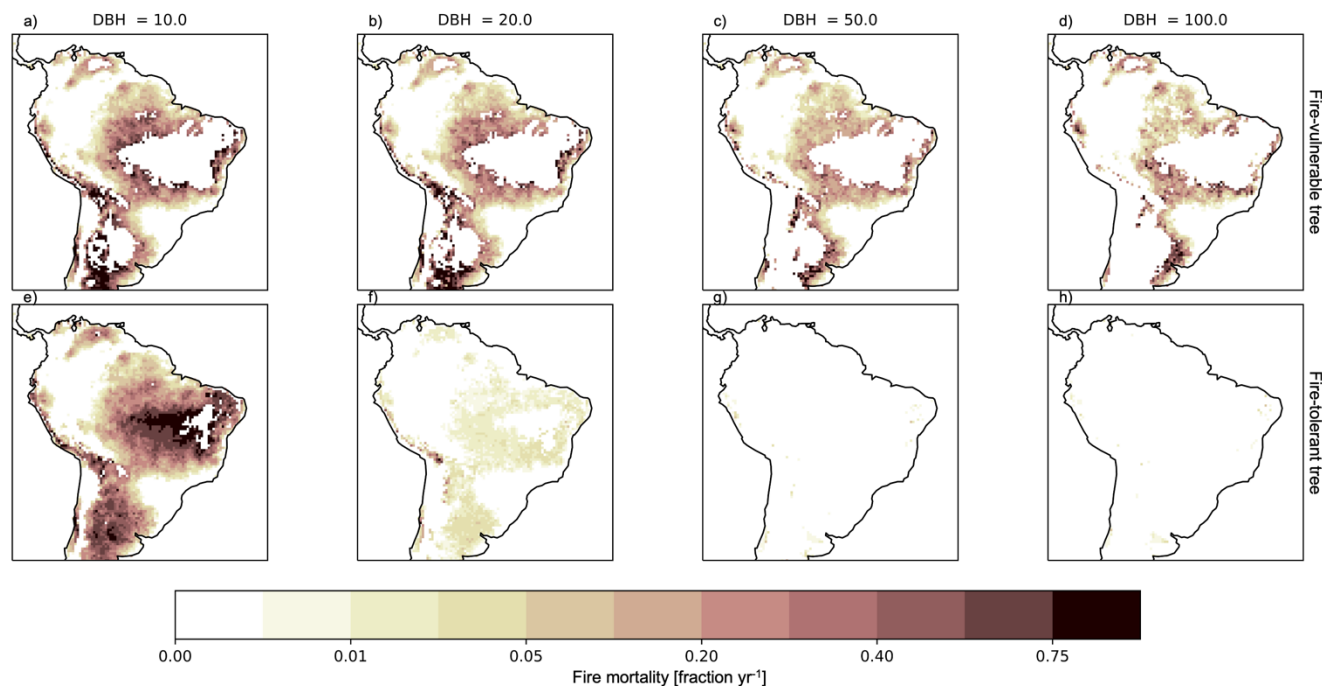 a) DBH = 10.0
b) DBH = 20.0
c) DBH = 50.0
d) DBH = 100.0
Fire-vulnerable tree
e)
f)
g)
h)
Fire-tolerant tree
0.00 0.01 0.05 0.20 0.40 0.75
Fire mortality [fraction yr⁻¹]